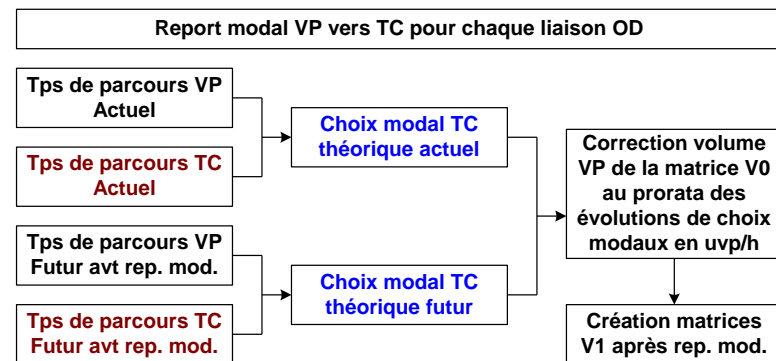 Report modal VP vers TC pour chaque liaison OD
Tps de parcours VP
Actuel
Tps de parcours TC
Actuel
Choix modal TC
théorique actuel
Tps de parcours VP
Futur avt rep. mod.
Tps de parcours TC
Futur avt rep. mod.
Choix modal TC
théorique futur
Correction volume
VP de la matrice V0
au prorata des
évolutions de choix
modaux en uvp/h
Création matrices
V1 après rep. mod.